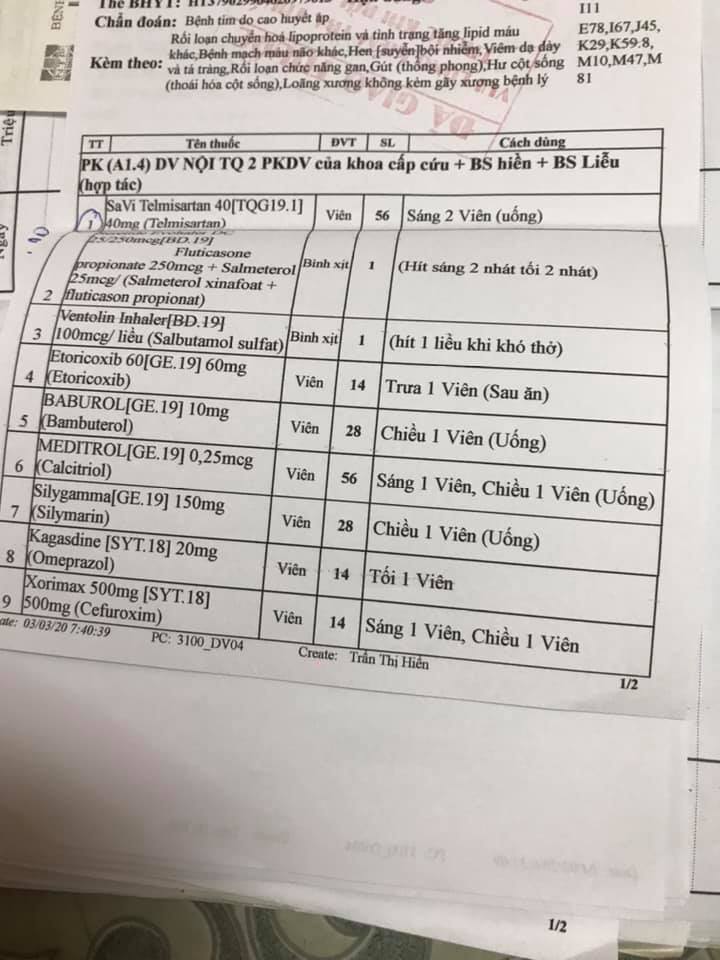 BỆNH
Chẩn đoán: Bệnh tim do cao huyết áp
I11
Rối loạn chuyển hoá lipoprotein và tình trạng tăng lipid máu E78,I67,J45,
khác,Bệnh mạch máu não khác,Hen [suyễn]bội nhiễm,Viêm dạ dày K29,K59.8,
Kèm theo: và tá tràng,Rối loạn chức năng gan,Gút (thống phong),Hư cột sống M10,M47,M
(thoái hóa cột sống),Loãng xương không kèm gãy xương bệnh lý 81
Triệu
Ngày
TT Tên thuốc ĐVT SL Cách dùng
PK (A1.4) DV NỘI TQ 2 PKDV của khoa cấp cứu + BS hiền + BS Liễu
(hợp tác)
SaVi Telmisartan 40[TQG19.1]
1 40mg (Telmisartan) Viên 56 Sáng 2 Viên (uống)
25/250mcg[BD.19]
Fluticasone
propionate 250mcg + Salmeterol Bình xịt 1 (Hít sáng 2 nhát tối 2 nhát)
25mcg/ (Salmeterol xinafoat +
2 fluticason propionat)
Ventolin Inhaler[BD.19]
3 100mcg/ liều (Salbutamol sulfat) Bình xịt 1 (hít 1 liều khi khó thở)
Etoricoxib 60[GE.19] 60mg
4 (Etoricoxib) Viên 14 Trưa 1 Viên (Sau ăn)
BABUROL[GE.19] 10mg
5 (Bambuterol) Viên 28 Chiều 1 Viên (Uống)
MEDITROL[GE.19] 0,25mcg
6 (Calcitriol) Viên 56 Sáng 1 Viên, Chiều 1 Viên (Uống)
Silygamma[GE.19] 150mg
7 (Silymarin) Viên 28 Chiều 1 Viên (Uống)
Kagasdine [SYT.18] 20mg
8 (Omeprazol) Viên 14 Tối 1 Viên
Xorimax 500mg [SYT.18]
9 500mg (Cefuroxim) Viên 14 Sáng 1 Viên, Chiều 1 Viên
ate: 03/03/20 7:40:39 PC: 3100_DV04 Create: Trần Thị Hiền
1/2
1/2